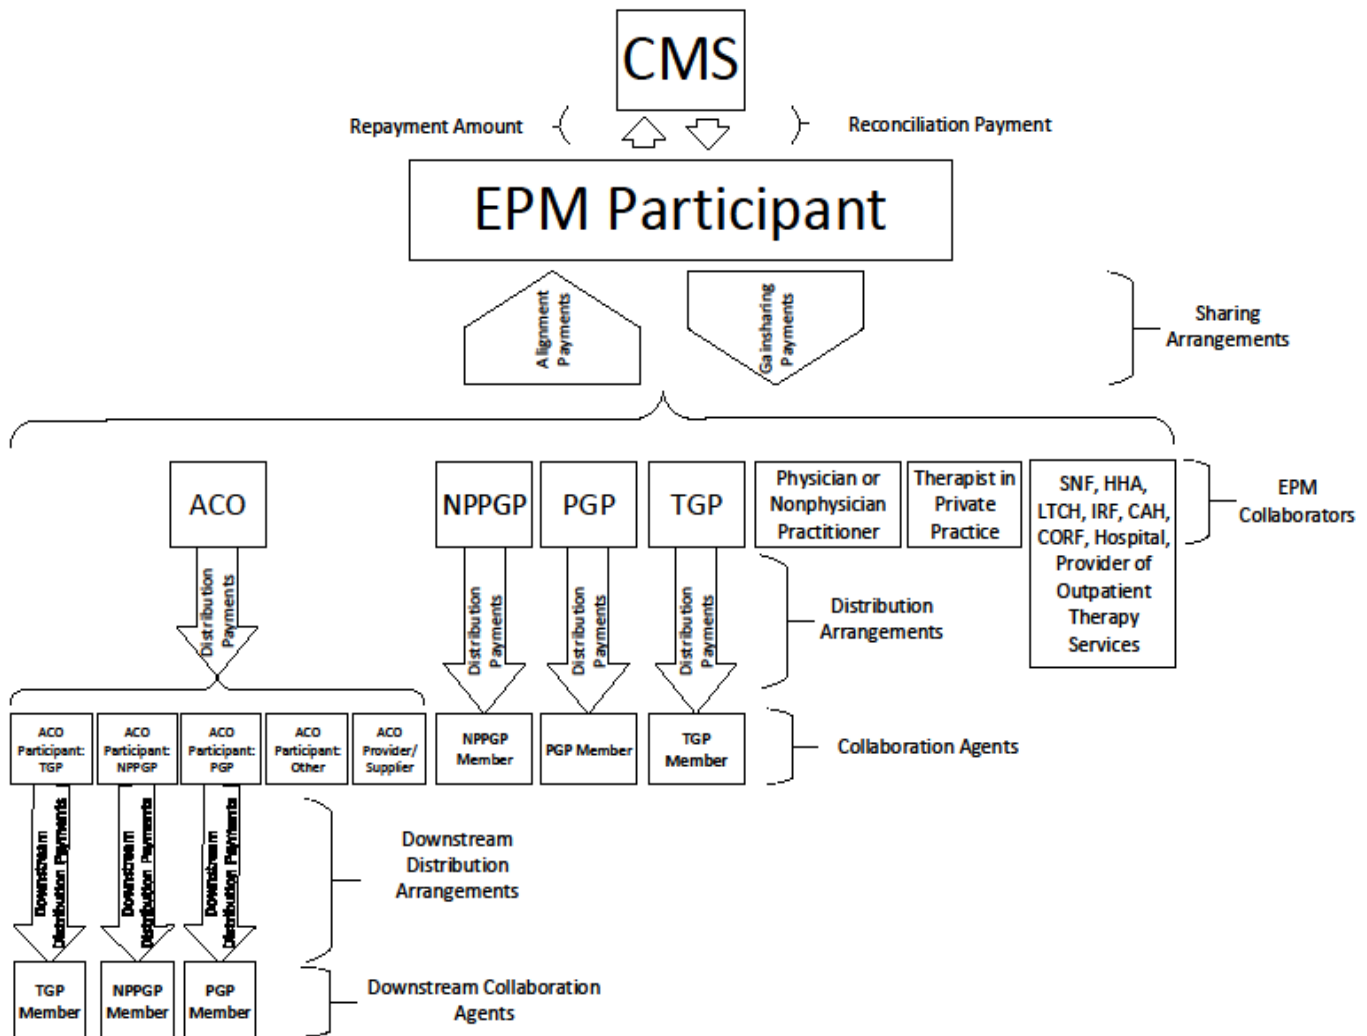 CMS
Repayment Amount
Reconciliation Payment
EPM Participant
Alignment
Payments
Gainsharing
Payments
Sharing
Arrangements
ACO
NPPGP
PGP
TGP
Physician or
Nonphysician
Practitioner
Therapist in
Private
Practice
SNF, HHA,
LTCH, IRF, CAH,
CORF, Hospital,
Provider of
Outpatient
Therapy
Services
EPM
Collaborators
Distribution
Payments
Distribution
Payments
Distribution
Payments
Distribution
Payments
Distribution
Arrangements
ACO
Participant:
TGP
ACO
Participant:
NPPGP
ACO
Participant:
PGP
ACO
Participant:
Other
ACO
Provider/
Supplier
NPPGP
Member
PGP Member
TGP
Member
Collaboration Agents
Downstream
Distribution Payments
Downstream
Distribution Payments
Downstream
Distribution Payments
Downstream
Distribution
Arrangements
TGP
Member
NPPGP
Member
PGP
Member
Downstream Collaboration
Agents